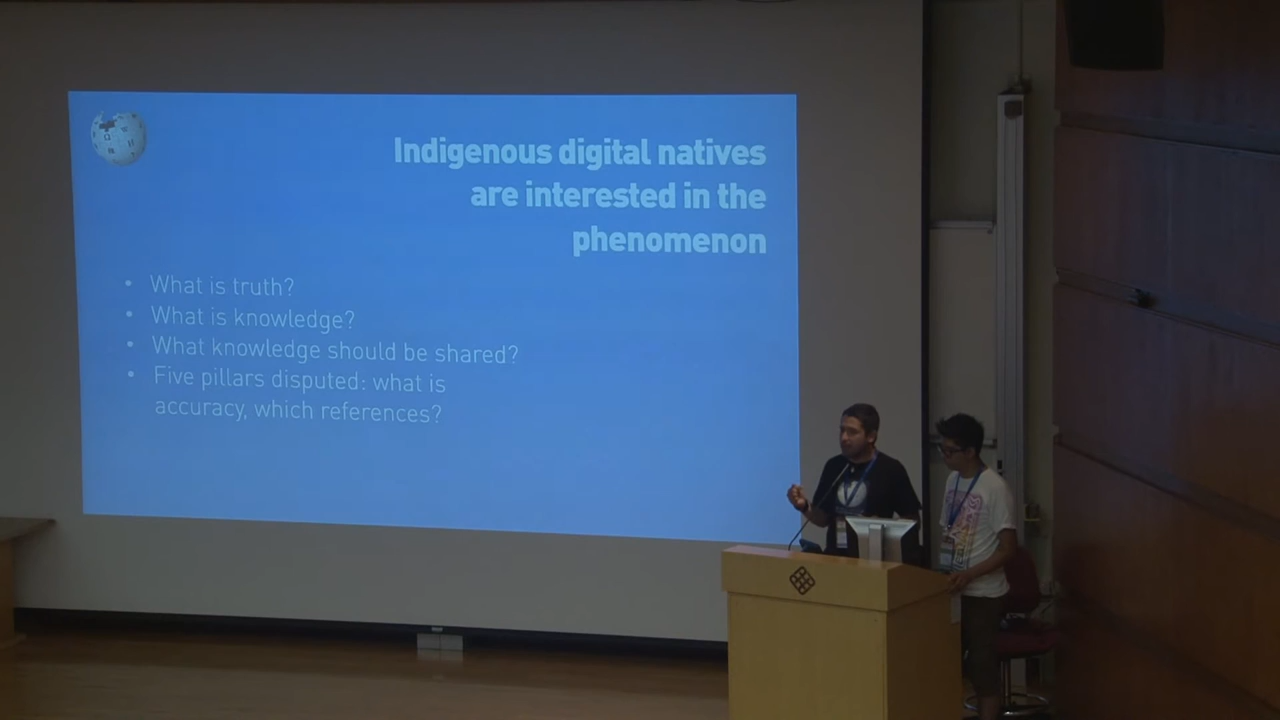 Indigenous digital natives
are interested in the
phenomenon
• What is truth?
• What is knowledge?
• What knowledge should be shared?
• Five pillars disputed: what is
accuracy, which references?